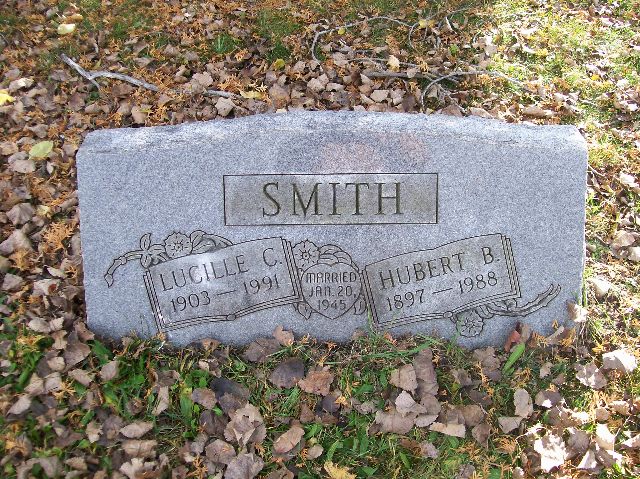 SMITH
LUCILLE C.
1903 — 1991
MARRIED
JAN. 20,
1945
HUBERT B.
1897 — 1988